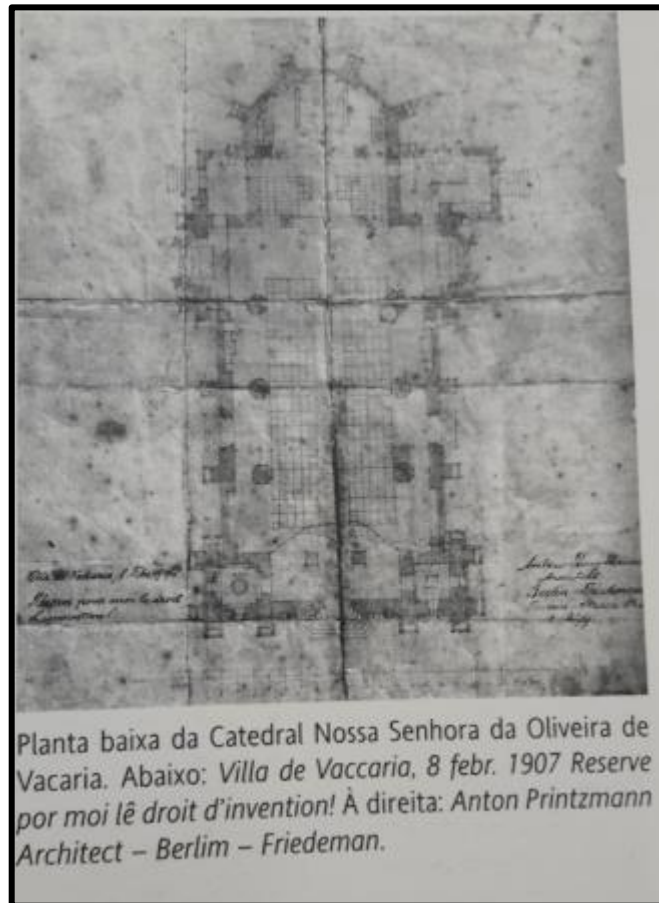 Planta baixa da Catedral Nossa Senhora da Oliveira de
Vacaria. Abaixo: Villa de Vaccaria, 8 febr. 1907 Reserve
por moi lê droit d'invention! À direita: Anton Printzmann
Architect – Berlim – Friedeman.